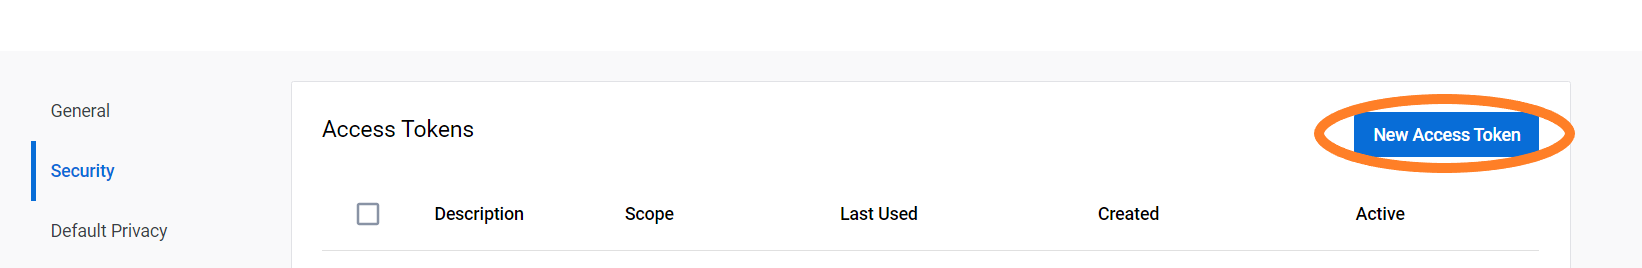 General
Security
Default Privacy
Access Tokens
New Access Token
Description Scope Last Used Created Active